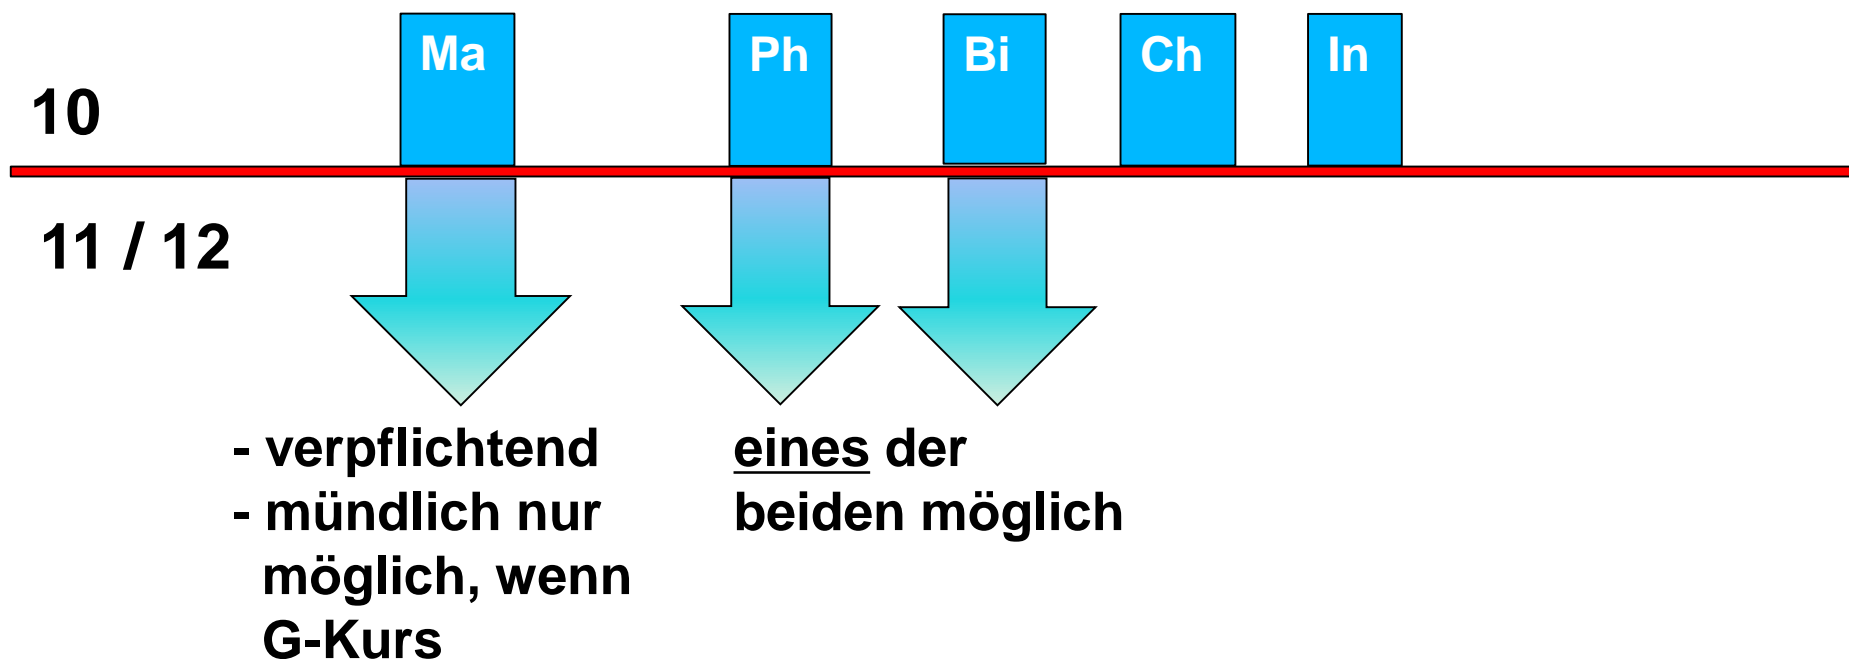 Ma Ph Bi Ch In
10
11 / 12
- verpflichtend
- mündlich nur
möglich, wenn
G-Kurs
eines der
beiden möglich